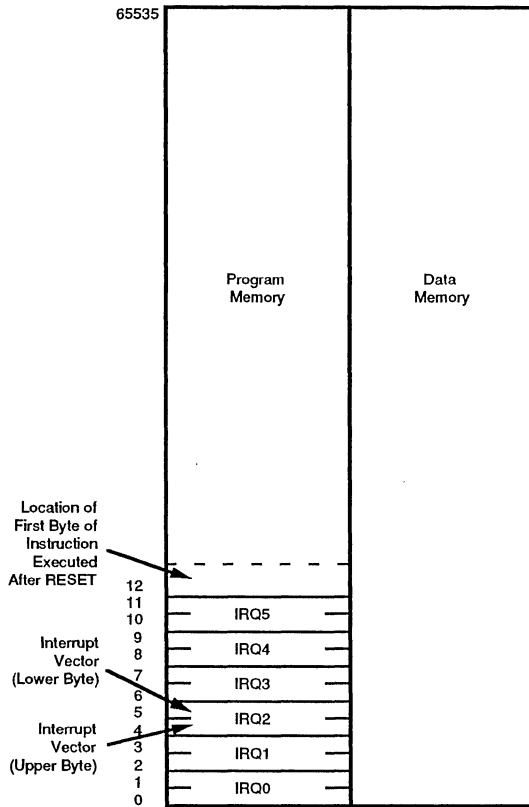 65535
Program
Memory
Data
Memory
Location of
First Byte of
Instruction
Executed
After RESET
12
11
10
IRQ5
9
8
IRQ4
Interrupt
Vector
(Lower Byte)
7
6
IRQ3
5
4
IRQ2
Interrupt
Vector
(Upper Byte)
3
2
IRQ1
1
0
IRQ0